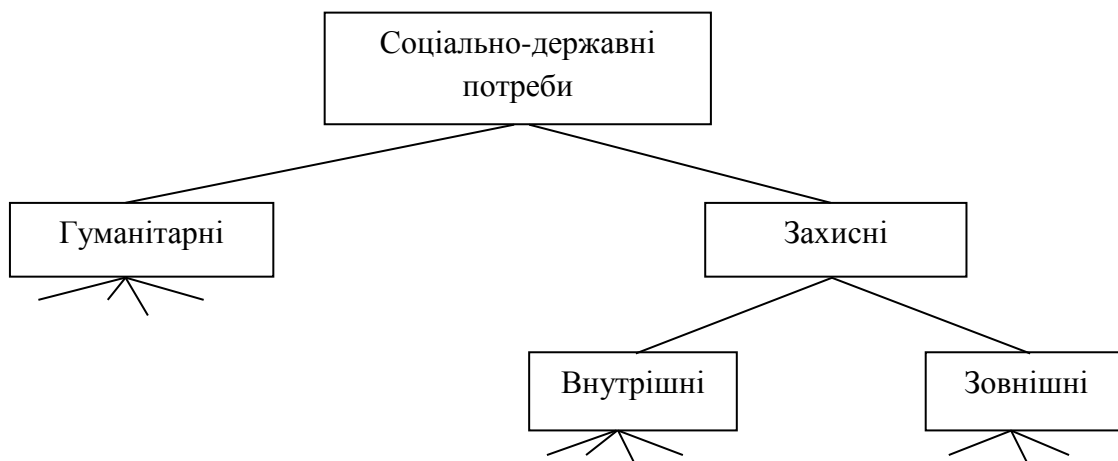 Соціально-державні
потреби
Гуманітарні
Захисні
Внутрішні
Зовнішні